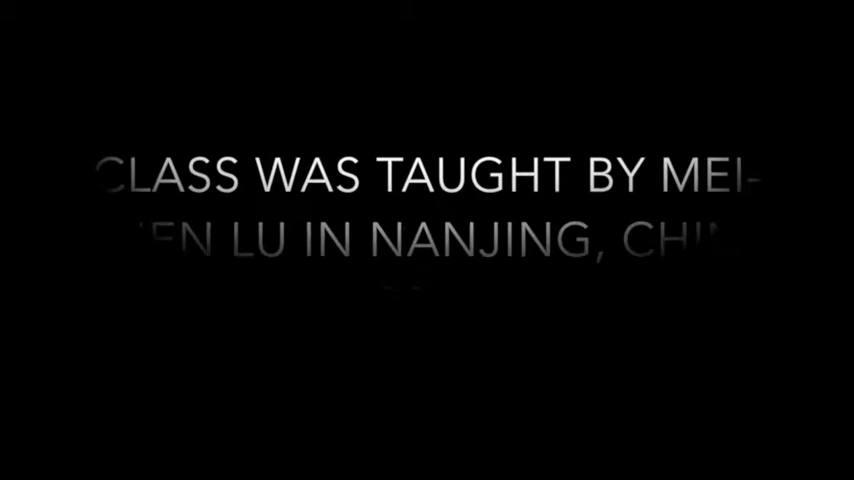 CLASS WAS TAUGHT BY MEI-
LU IN NANJING,